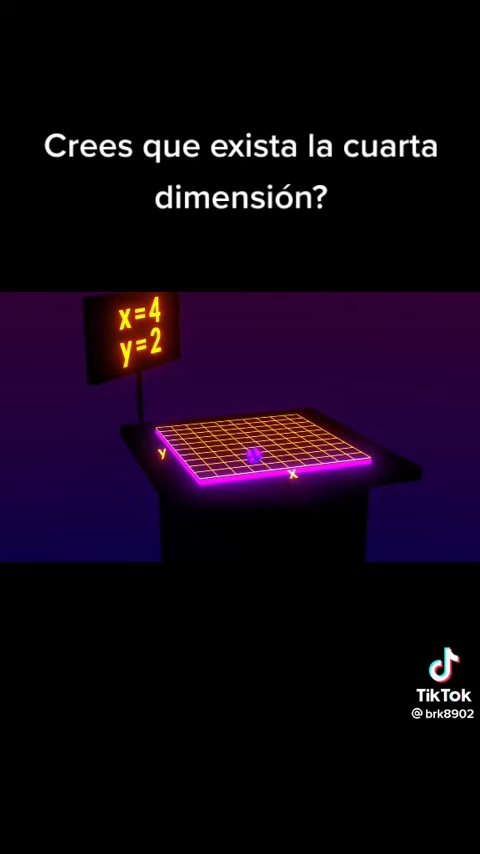 Crees que exista la cuarta
dimensión?
x=4
y=2
y
x
TikTok
@brk8902